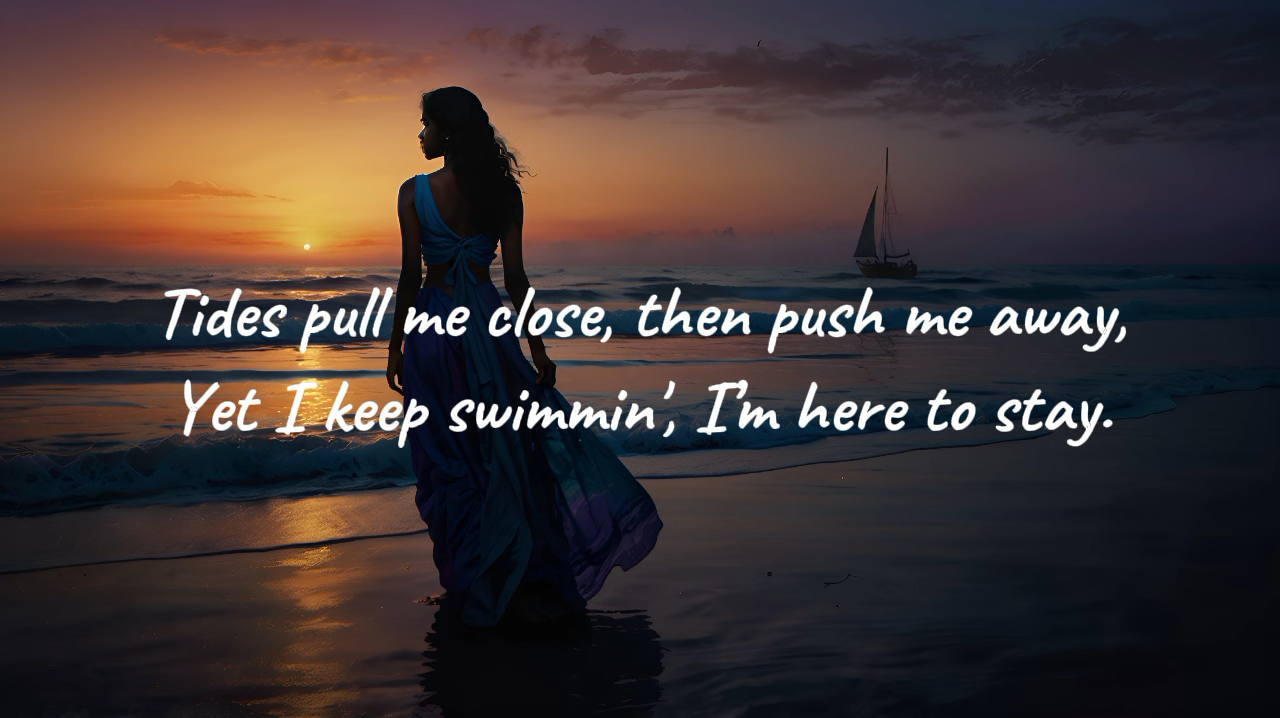 Tides pull me close, then push me away,
Yet I keep swimmin', I'm here to stay.